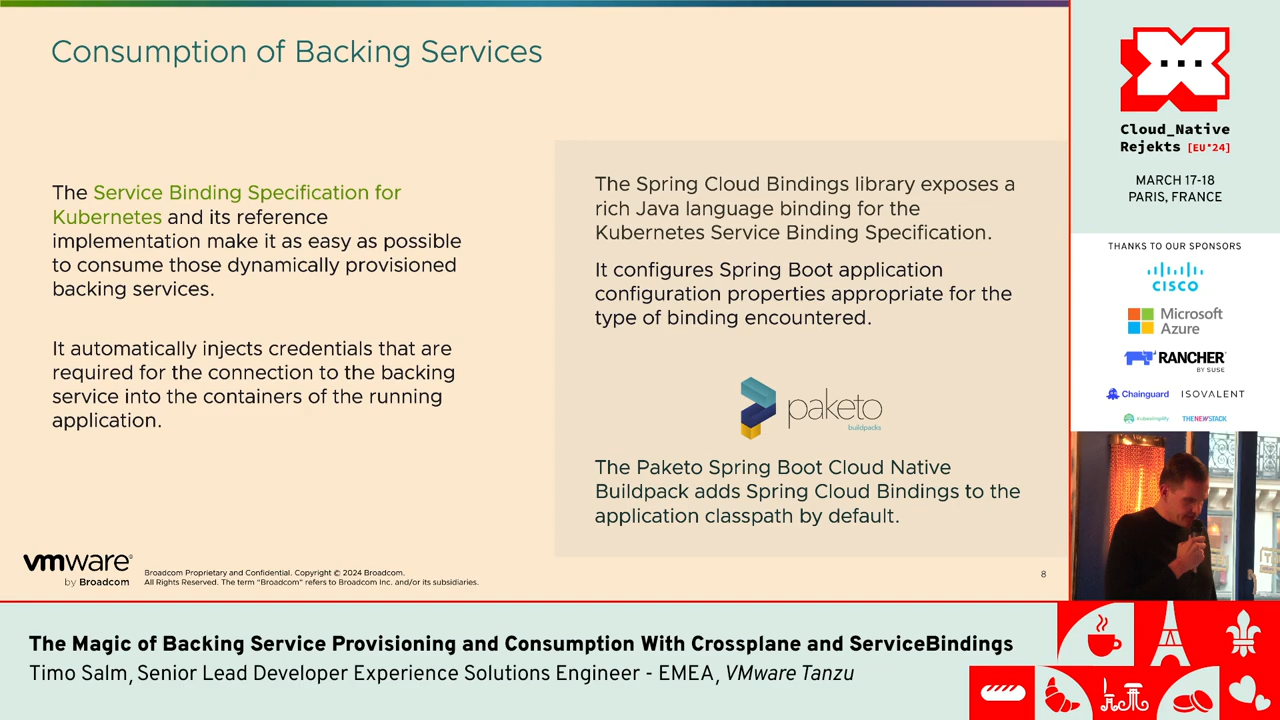 Consumption of Backing Services
The Service Binding Specification for
Kubernetes and its reference
implementation make it as easy as possible
to consume those dynamically provisioned
backing services.
It automatically injects credentials that are
required for the connection to the backing
service into the containers of the running
application.
The Spring Cloud Bindings library exposes a
rich Java language binding for the
Kubernetes Service Binding Specification.
It configures Spring Boot application
configuration properties appropriate for the
type of binding encountered.
paketo
buildpacks
The Paketo Spring Boot Cloud Native
Buildpack adds Spring Cloud Bindings to the
application classpath by default.
vmware®
by Broadcom
Broadcom Proprietary and Confidential. Copyright © 2024 Broadcom.
All Rights Reserved. The term “Broadcom” refers to Broadcom Inc. and/or its subsidiaries.
8
Cloud_Native
Rejekts [EU'24]
MARCH 17-18
PARIS, FRANCE
THANKS TO OUR SPONSORS
CISCO
Microsoft
Azure
RANCHER
BY SUSE
Chainguard ISOVALENT
Kubesimplify THENEWSTACK
The Magic of Backing Service Provisioning and Consumption With Crossplane and ServiceBindings
Timo Salm, Senior Lead Developer Experience Solutions Engineer - EMEA, VMware Tanzu